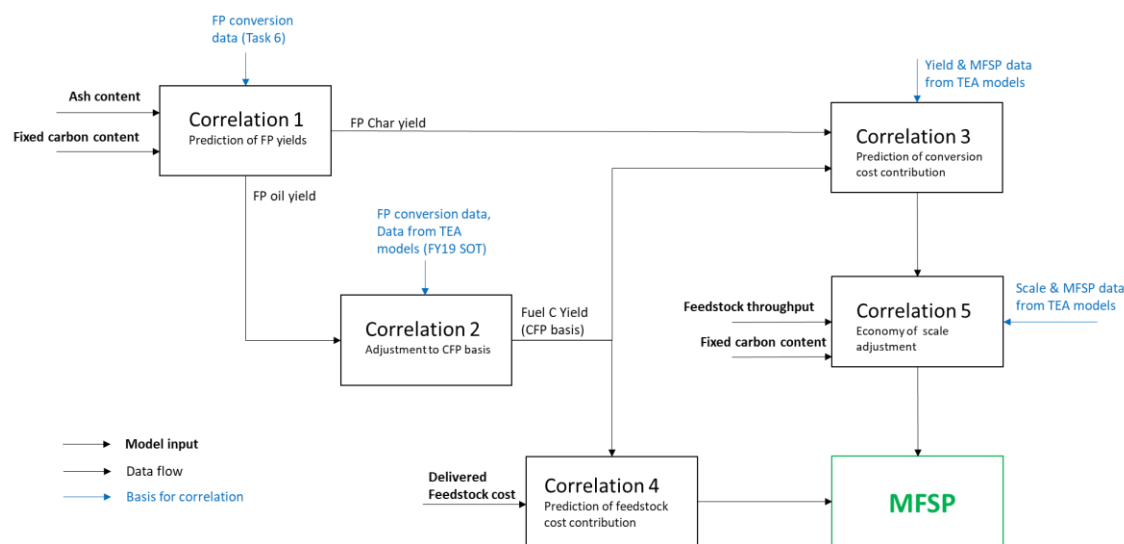 FP conversion
data (Task 6)
Ash content
Fixed carbon content
Correlation 1
Prediction of FP yields
FP Char yield
FP oil yield
Yield & MFSP data
from TEA models
Correlation 3
Prediction of conversion
cost contribution
FP conversion data,
Data from TEA
models (FY19 SOT)
Correlation 2
Adjustment to CFP basis
Fuel C Yield
(CFP basis)
Feedstock throughput
Fixed carbon content
Correlation 5
Economy of scale
adjustment
Scale & MFSP data
from TEA models
Model input
Data flow
Basis for correlation
Delivered
Feedstock cost
Correlation 4
Prediction of feedstock
cost contribution
MFSP